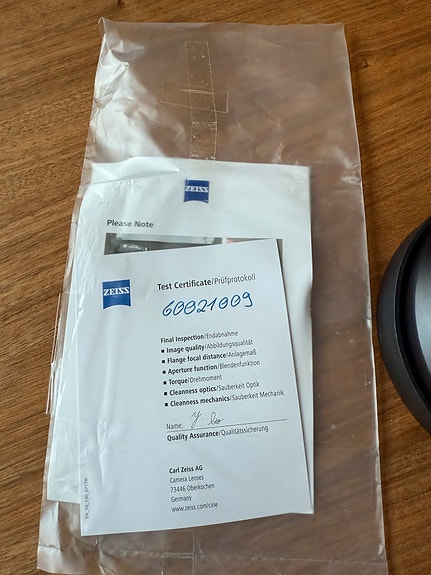 ZEISS
Please Note
ZEISS
Test Certificate/Prüfprotokoll
60021009
Final Inspection/Endabnahme
■ Image quality/Abbildungsqualität
■ Flange focal distance/Anlagemaß
■ Aperture function/Blendenfunktion
■ Torque/Drehmoment
■ Cleanness optics/Sauberkeit Optik
■ Cleanness mechanics/Sauberkeit Mechanik
Name:
Quality Assurance/Qualitätssicherung
Carl Zeiss AG
Camera Lenses
73446 Oberkochen
Germany
www.zeiss.com/cine